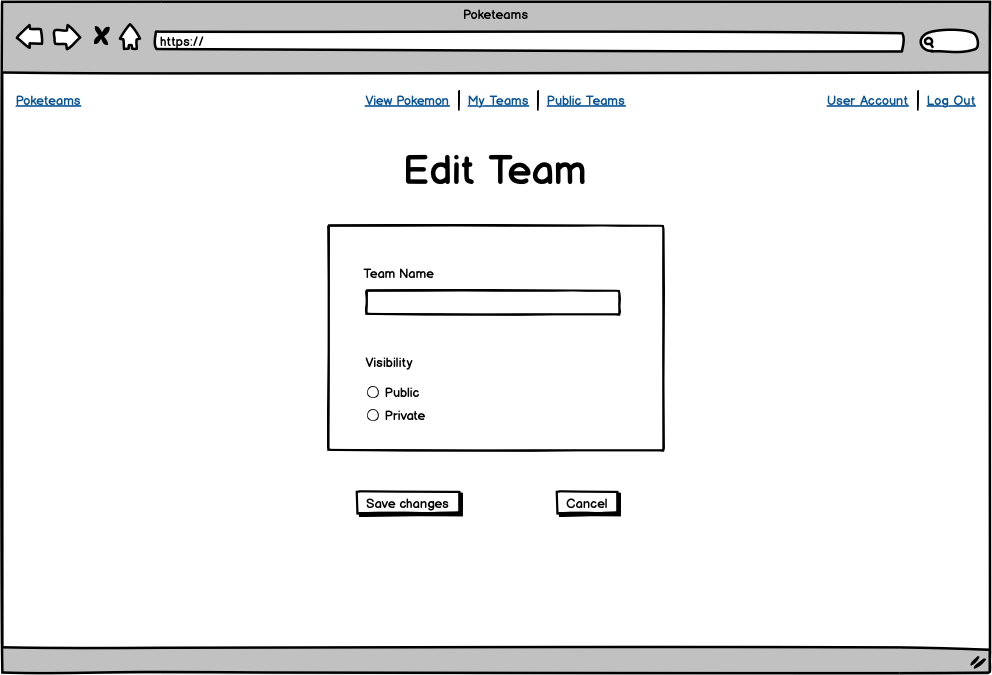 Poketeams
https://
Poketeams View Pokemon My Teams Public Teams User Account Log Out
Edit Team
Team Name
Visibility
Public
Private
Save changes Cancel